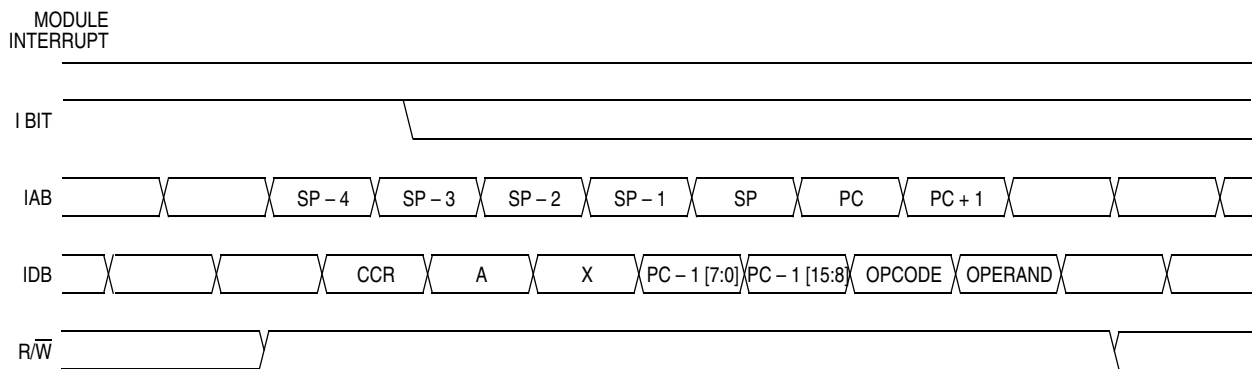 MODULE
INTERRUPT
I BIT
IAB SP – 4 SP – 3 SP – 2 SP – 1 SP PC PC + 1
IDB CCR A X PC – 1 [7:0] PC – 1 [15:8] OPCODE OPERAND
R/W̅